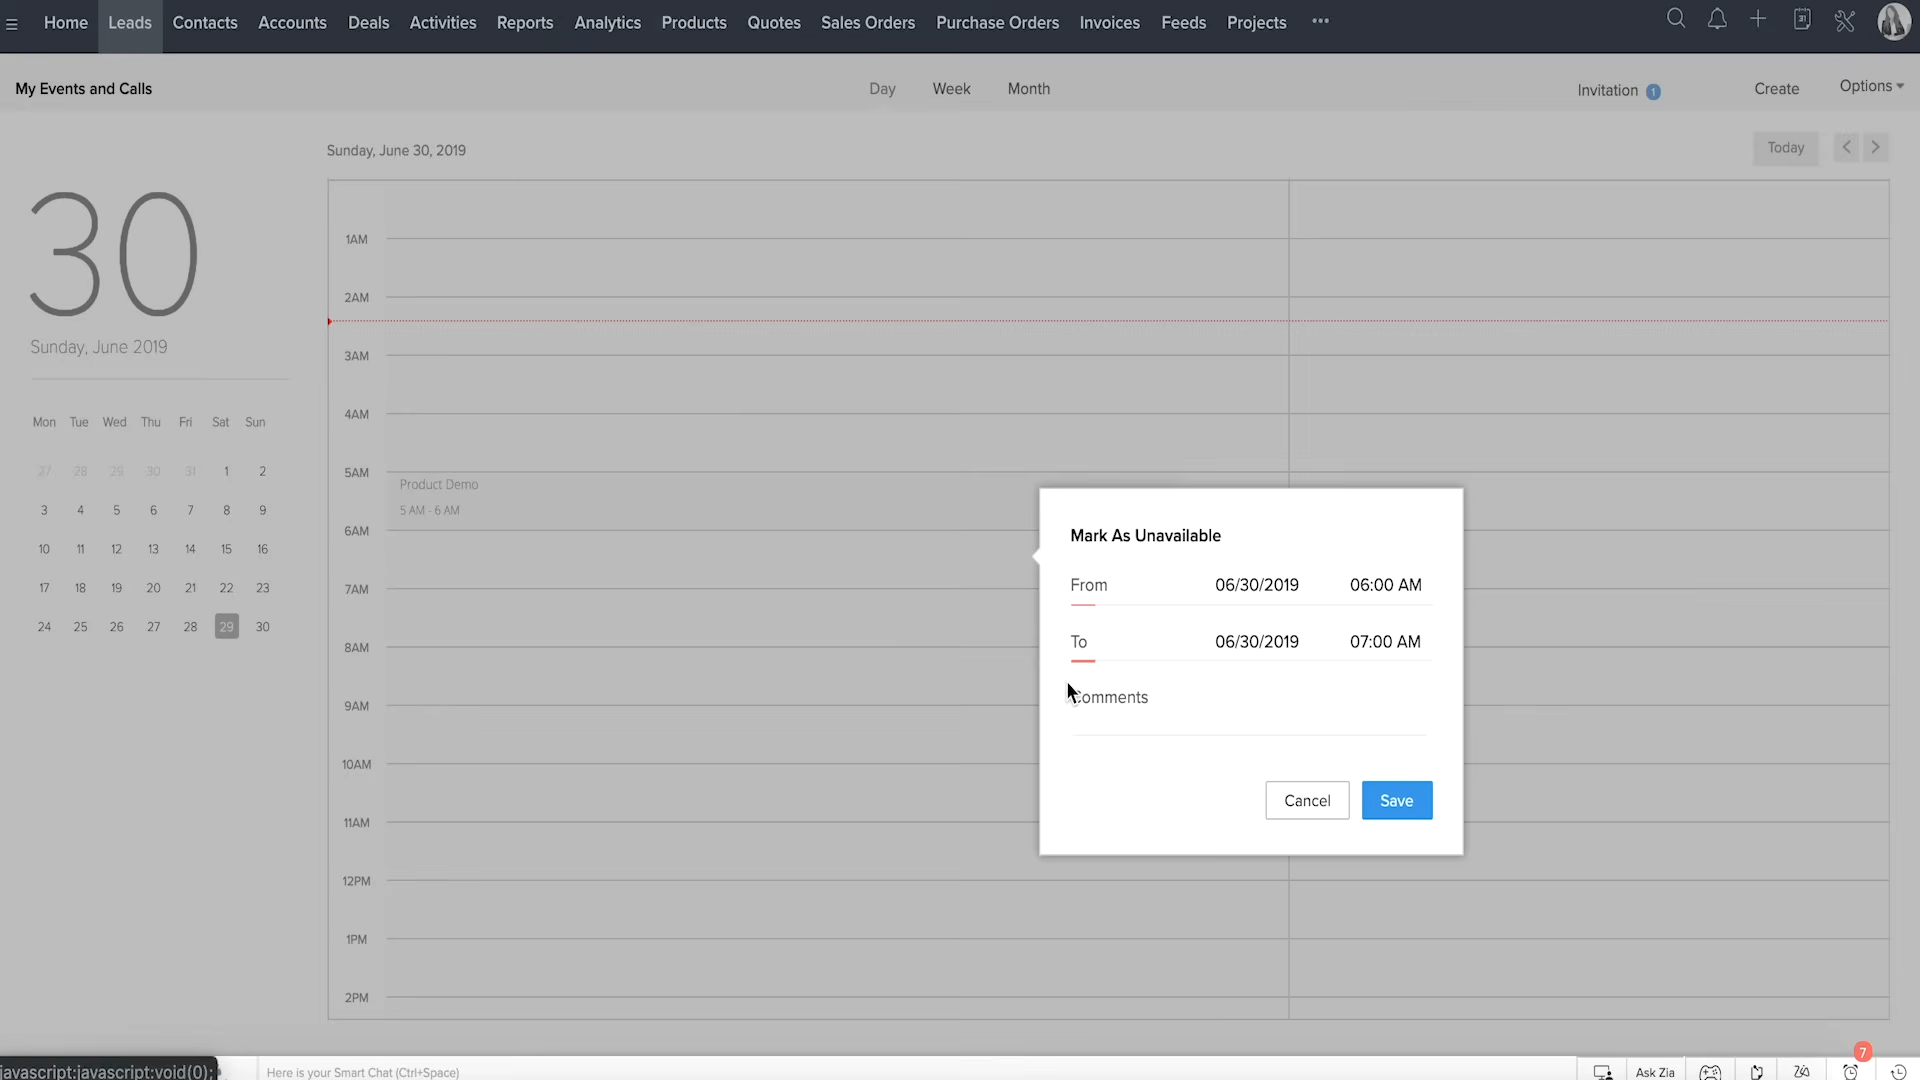 Home Leads Contacts Accounts Deals Activities Reports Analytics Products Quotes Sales Orders Purchase Orders Invoices Feeds Projects •••
31
My Events and Calls
Day Week Month
Invitation 1
Create
Options
Sunday, June 30, 2019
Today
30
Sunday, June 2019
Mon Tue Wed Thu Fri Sat Sun
27 28 29 30 31 1 2
3 4 5 6 7 8 9
10 11 12 13 14 15 16
17 18 19 20 21 22 23
24 25 26 27 28 29 30
1AM
2AM
3AM
4AM
5AM
Product Demo
5 AM - 6 AM
6AM
7AM
8AM
9AM
10AM
11AM
12PM
1PM
2PM
Mark As Unavailable
From 06/30/2019 06:00 AM
To 06/30/2019 07:00 AM
Comments
Cancel Save
javascript:javascript:void(0);
Here is your Smart Chat (Ctrl+Space)
Ask Zia
7